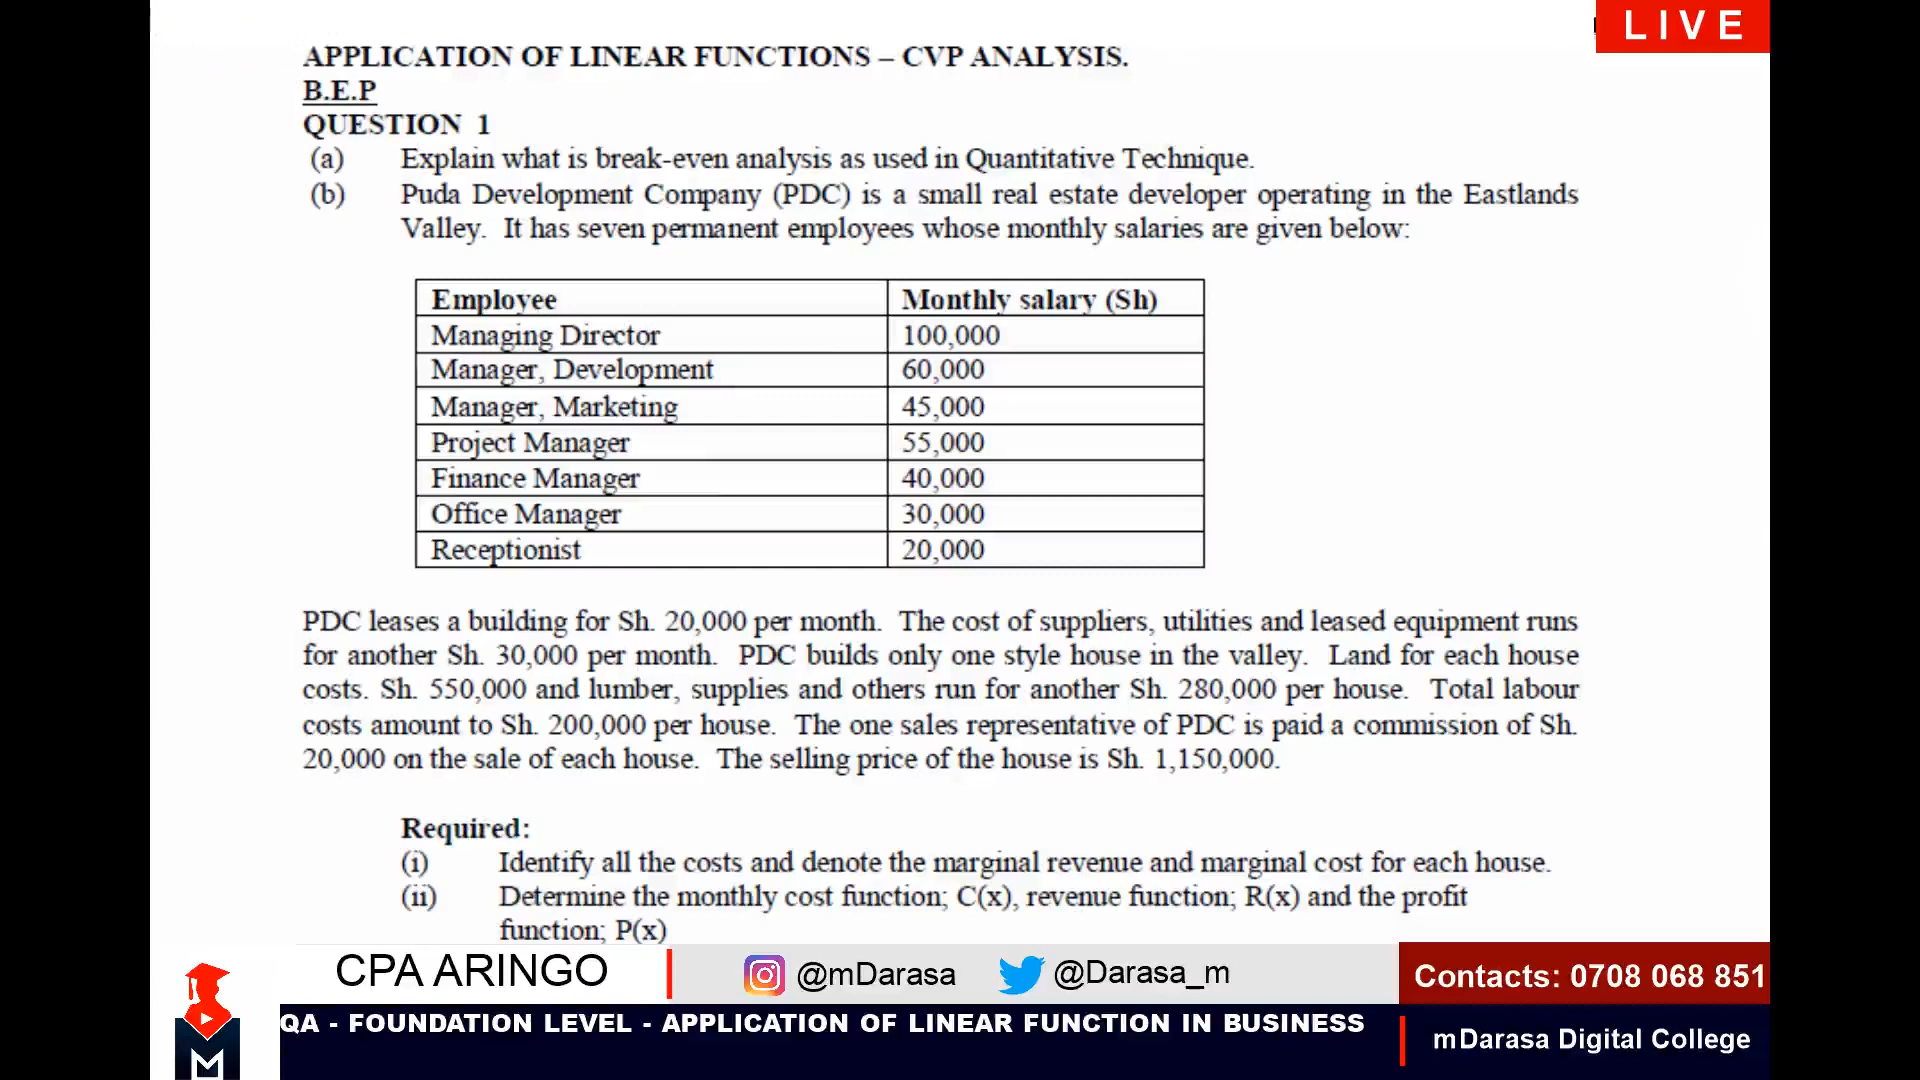 LIVE
APPLICATION OF LINEAR FUNCTIONS – CVP ANALYSIS.
B.E.P
QUESTION 1
(a) Explain what is break-even analysis as used in Quantitative Technique.
(b) Puda Development Company (PDC) is a small real estate developer operating in the Eastlands
Valley. It has seven permanent employees whose monthly salaries are given below:
Employee Monthly salary (Sh)
Managing Director 100,000
Manager, Development 60,000
Manager, Marketing 45,000
Project Manager 55,000
Finance Manager 40,000
Office Manager 30,000
Receptionist 20,000
PDC leases a building for Sh. 20,000 per month. The cost of suppliers, utilities and leased equipment runs
for another Sh. 30,000 per month. PDC builds only one style house in the valley. Land for each house
costs. Sh. 550,000 and lumber, supplies and others run for another Sh. 280,000 per house. Total labour
costs amount to Sh. 200,000 per house. The one sales representative of PDC is paid a commission of Sh.
20,000 on the sale of each house. The selling price of the house is Sh. 1,150,000.
Required:
(i) Identify all the costs and denote the marginal revenue and marginal cost for each house.
(ii) Determine the monthly cost function; C(x), revenue function; R(x) and the profit
function; P(x)
CPA ARINGO @mDarasa @Darasa_m Contacts: 0708 068 851
QA - FOUNDATION LEVEL - APPLICATION OF LINEAR FUNCTION IN BUSINESS
mDarasa Digital College
M